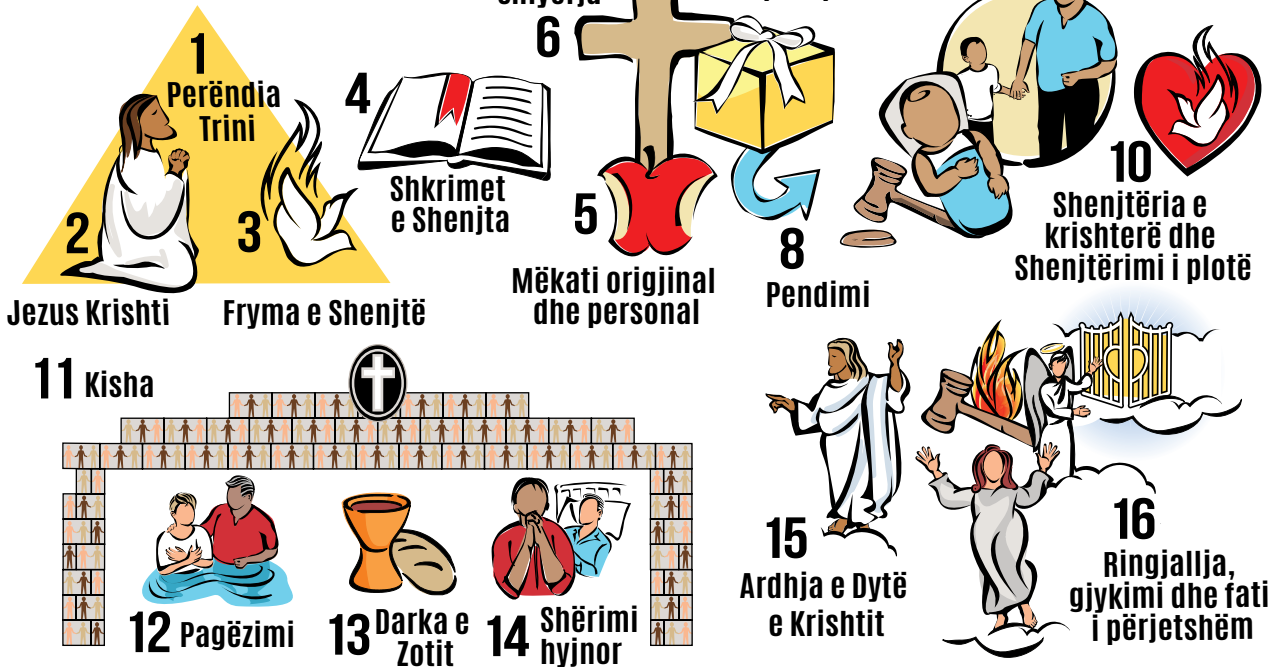 6
1
Perëndia
Trini
2
3
Jezus Krishti
Fryma e Shenjtë
4
Shkrimet
e Shenjta
5
Mëkati origjinal
dhe personal
8
Pendimi
10
Shenjtëria e
krishterë dhe
Shenjtërimi i plotë
11 Kisha
12 Pagëzimi
13 Darka e
Zotit
14 Shërimi
hyjnor
15
Ardhja e Dytë
e Krishtit
16
Ringjallja,
gjykimi dhe fati
i përjetshëm